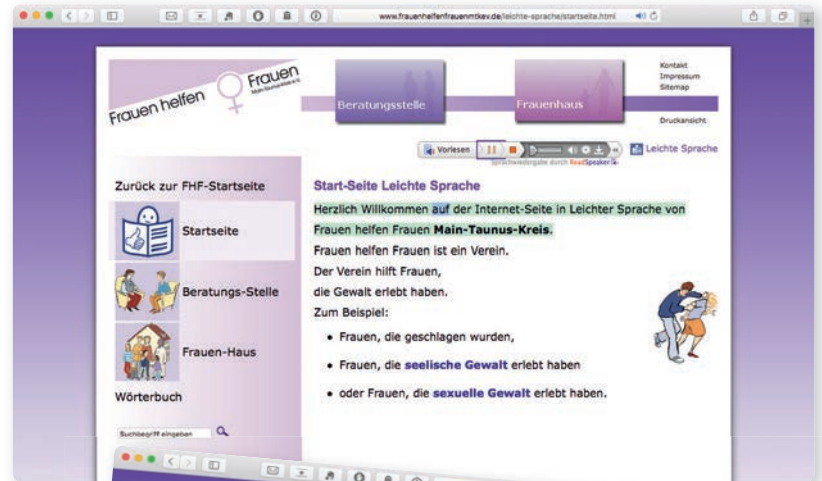 www.frauenhelfenfrauenmtkev.de/leichte-sprache/startseite.html
Frauen helfen Frauen
Main-Taunus-Kreis e.V.
Beratungsstelle
Frauenhaus
Kontakt
Impressum
Sitemap
Druckansicht
Vorlesen
Leichte Sprache
Sprachwiedergabe durch ReadSpeaker
Zurück zur FHF-Startseite
Startseite
Beratungs-Stelle
Frauen-Haus
Wörterbuch
Suchbegriff eingeben
Start-Seite Leichte Sprache
Herzlich Willkommen auf der Internet-Seite in Leichter Sprache von
Frauen helfen Frauen Main-Taunus-Kreis.
Frauen helfen Frauen ist ein Verein.
Der Verein hilft Frauen,
die Gewalt erlebt haben.
Zum Beispiel:
• Frauen, die geschlagen wurden,
• Frauen, die seelische Gewalt erlebt haben
• oder Frauen, die sexuelle Gewalt erlebt haben.